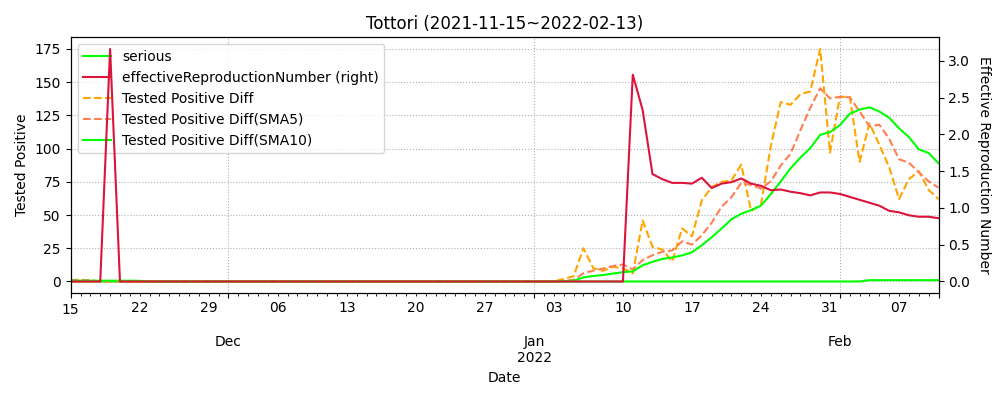 Tottori (2021-11-15~2022-02-13)
serious
effectiveReproductionNumber (right)
Tested Positive Diff
Tested Positive Diff(SMA5)
Tested Positive Diff(SMA10)
Tested Positive
175
150
125
100
75
50
25
0
Effective Reproduction Number
3.0
2.5
2.0
1.5
1.0
0.5
0.0
15 22 29 06 13 20 27 03 10 17 24 31 07
Dec Jan Feb
2022
Date